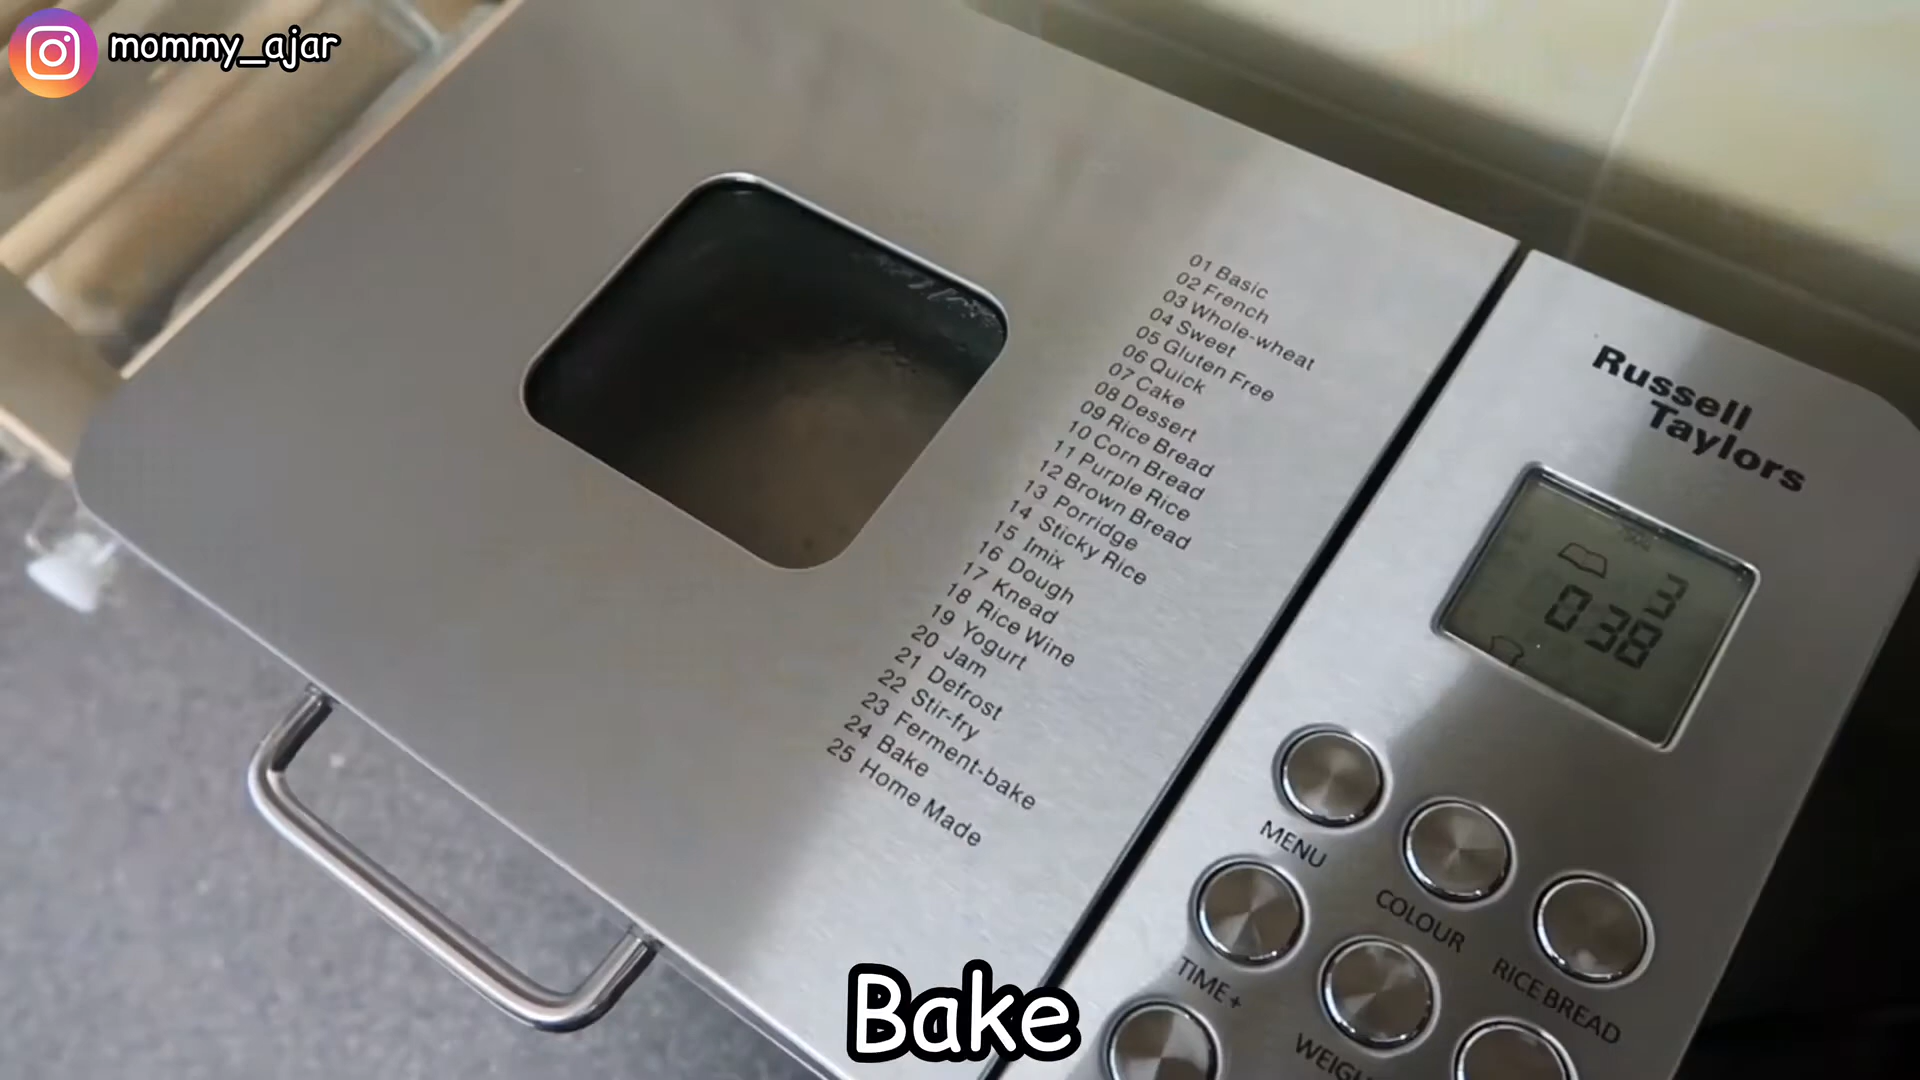 mommy_ajar
01 Basic
02 French
03 Whole-wheat
04 Sweet
05 Gluten Free
06 Quick
07 Cake
08 Dessert
09 Rice Bread
10 Corn Bread
11 Purple Rice
12 Brown Bread
13 Porridge
14 Sticky Rice
15 Imix
16 Dough
17 Knead
18 Rice Wine
19 Yogurt
20 Jam
21 Defrost
22 Stir-fry
23 Ferment-bake
24 Bake
25 Home Made
Russell
Taylors
3
0:38
MENU
COLOUR
RICE BREAD
TIME +
Bake